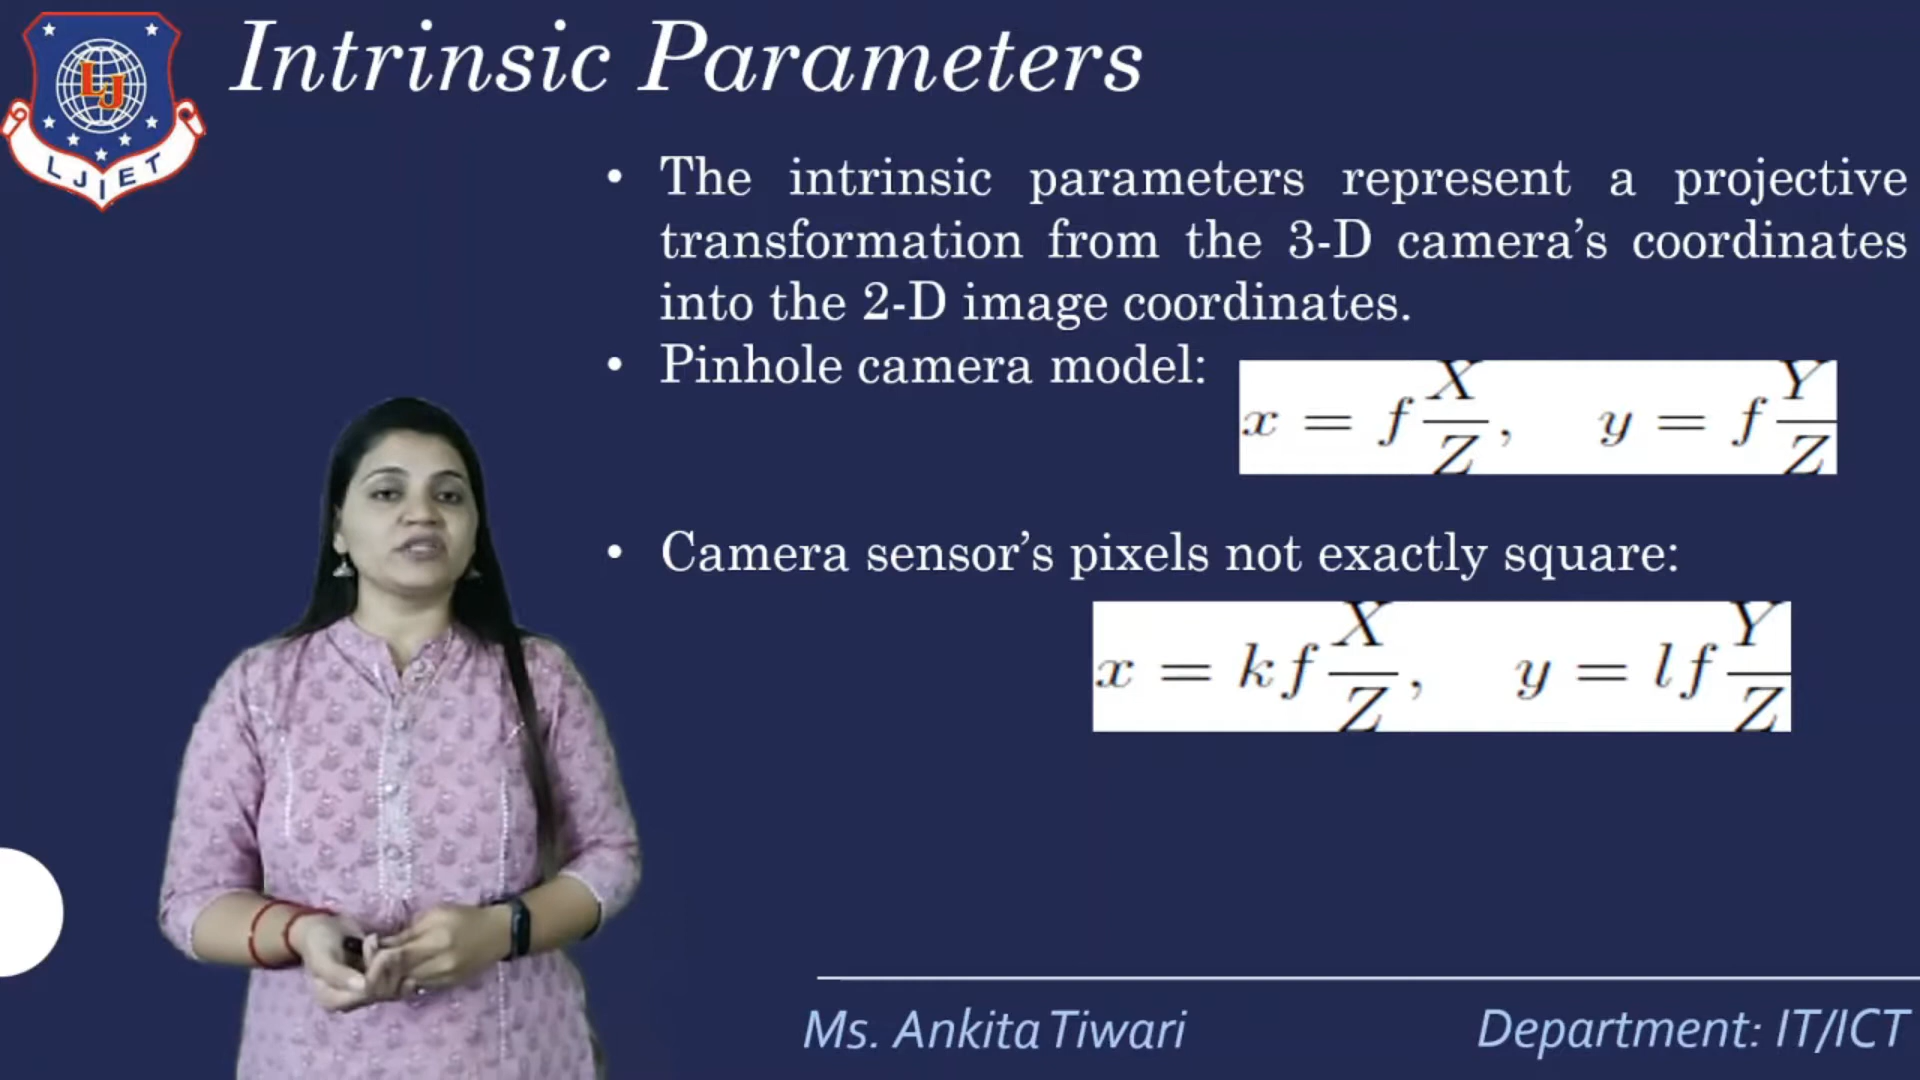 LJ
LJIET
Intrinsic Parameters
• The intrinsic parameters represent a projective
transformation from the 3-D camera’s coordinates
into the 2-D image coordinates.
• Pinhole camera model:
x = f X/Z, y = f Y/Z
• Camera sensor’s pixels not exactly square:
x = kf X/Z, y = lf Y/Z
Ms. Ankita Tiwari
Department: IT/ICT